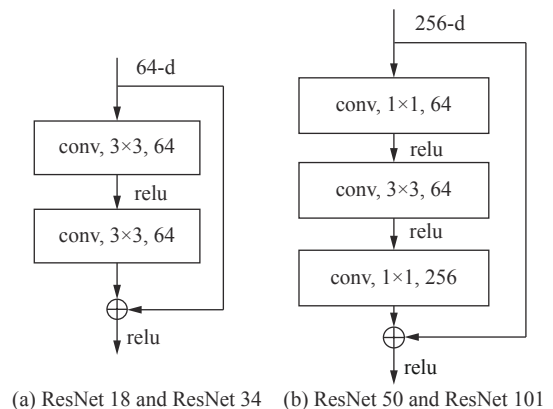 64-d
conv, 3×3, 64
relu
conv, 3×3, 64
relu
(a) ResNet 18 and ResNet 34
256-d
conv, 1×1, 64
relu
conv, 3×3, 64
relu
conv, 1×1, 256
relu
(b) ResNet 50 and ResNet 101